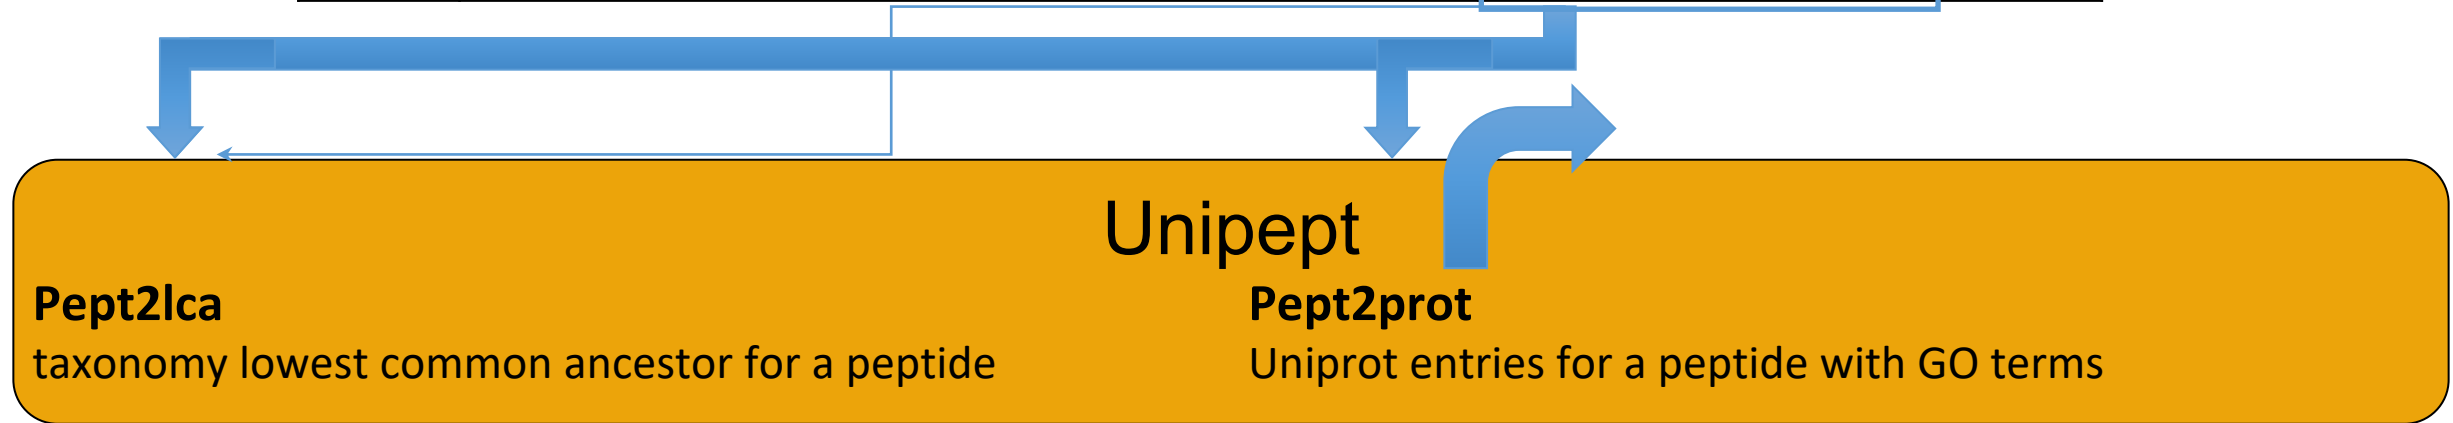 Unipept
Pept2lca
taxonomy lowest common ancestor for a peptide
Pept2prot
Uniprot entries for a peptide with GO terms